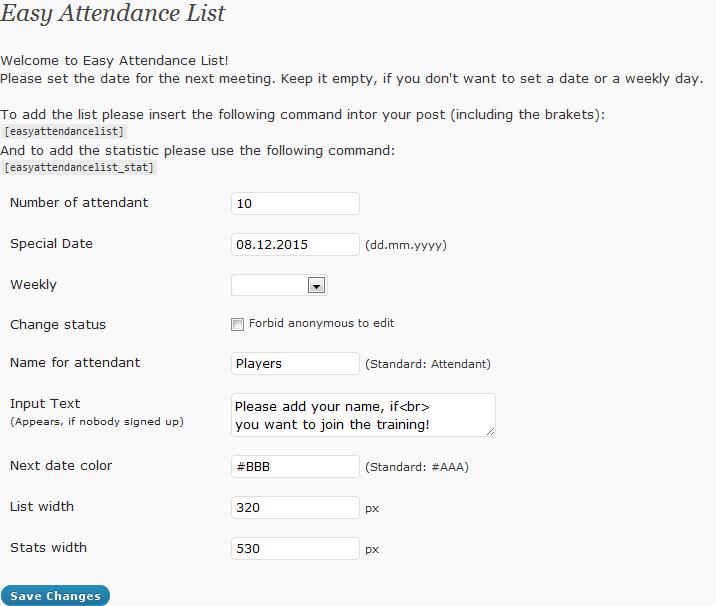 Easy Attendance List
Welcome to Easy Attendance List!
Please set the date for the next meeting. Keep it empty, if you don't want to set a date or a weekly day.
To add the list please insert the following command intor your post (including the brakets):
[easyattendancelist]
And to add the statistic please use the following command:
[easyattendancelist_stat]
Number of attendant 10
Special Date 08.12.2015 (dd.mm.yyyy)
Weekly
Change status Forbid anonymous to edit
Name for attendant Players (Standard: Attendant)
Input Text Please add your name, if<br>
(Appears, if nobody signed up) you want to join the training!
Next date color #BBB (Standard: #AAA)
List width 320 px
Stats width 530 px
Save Changes